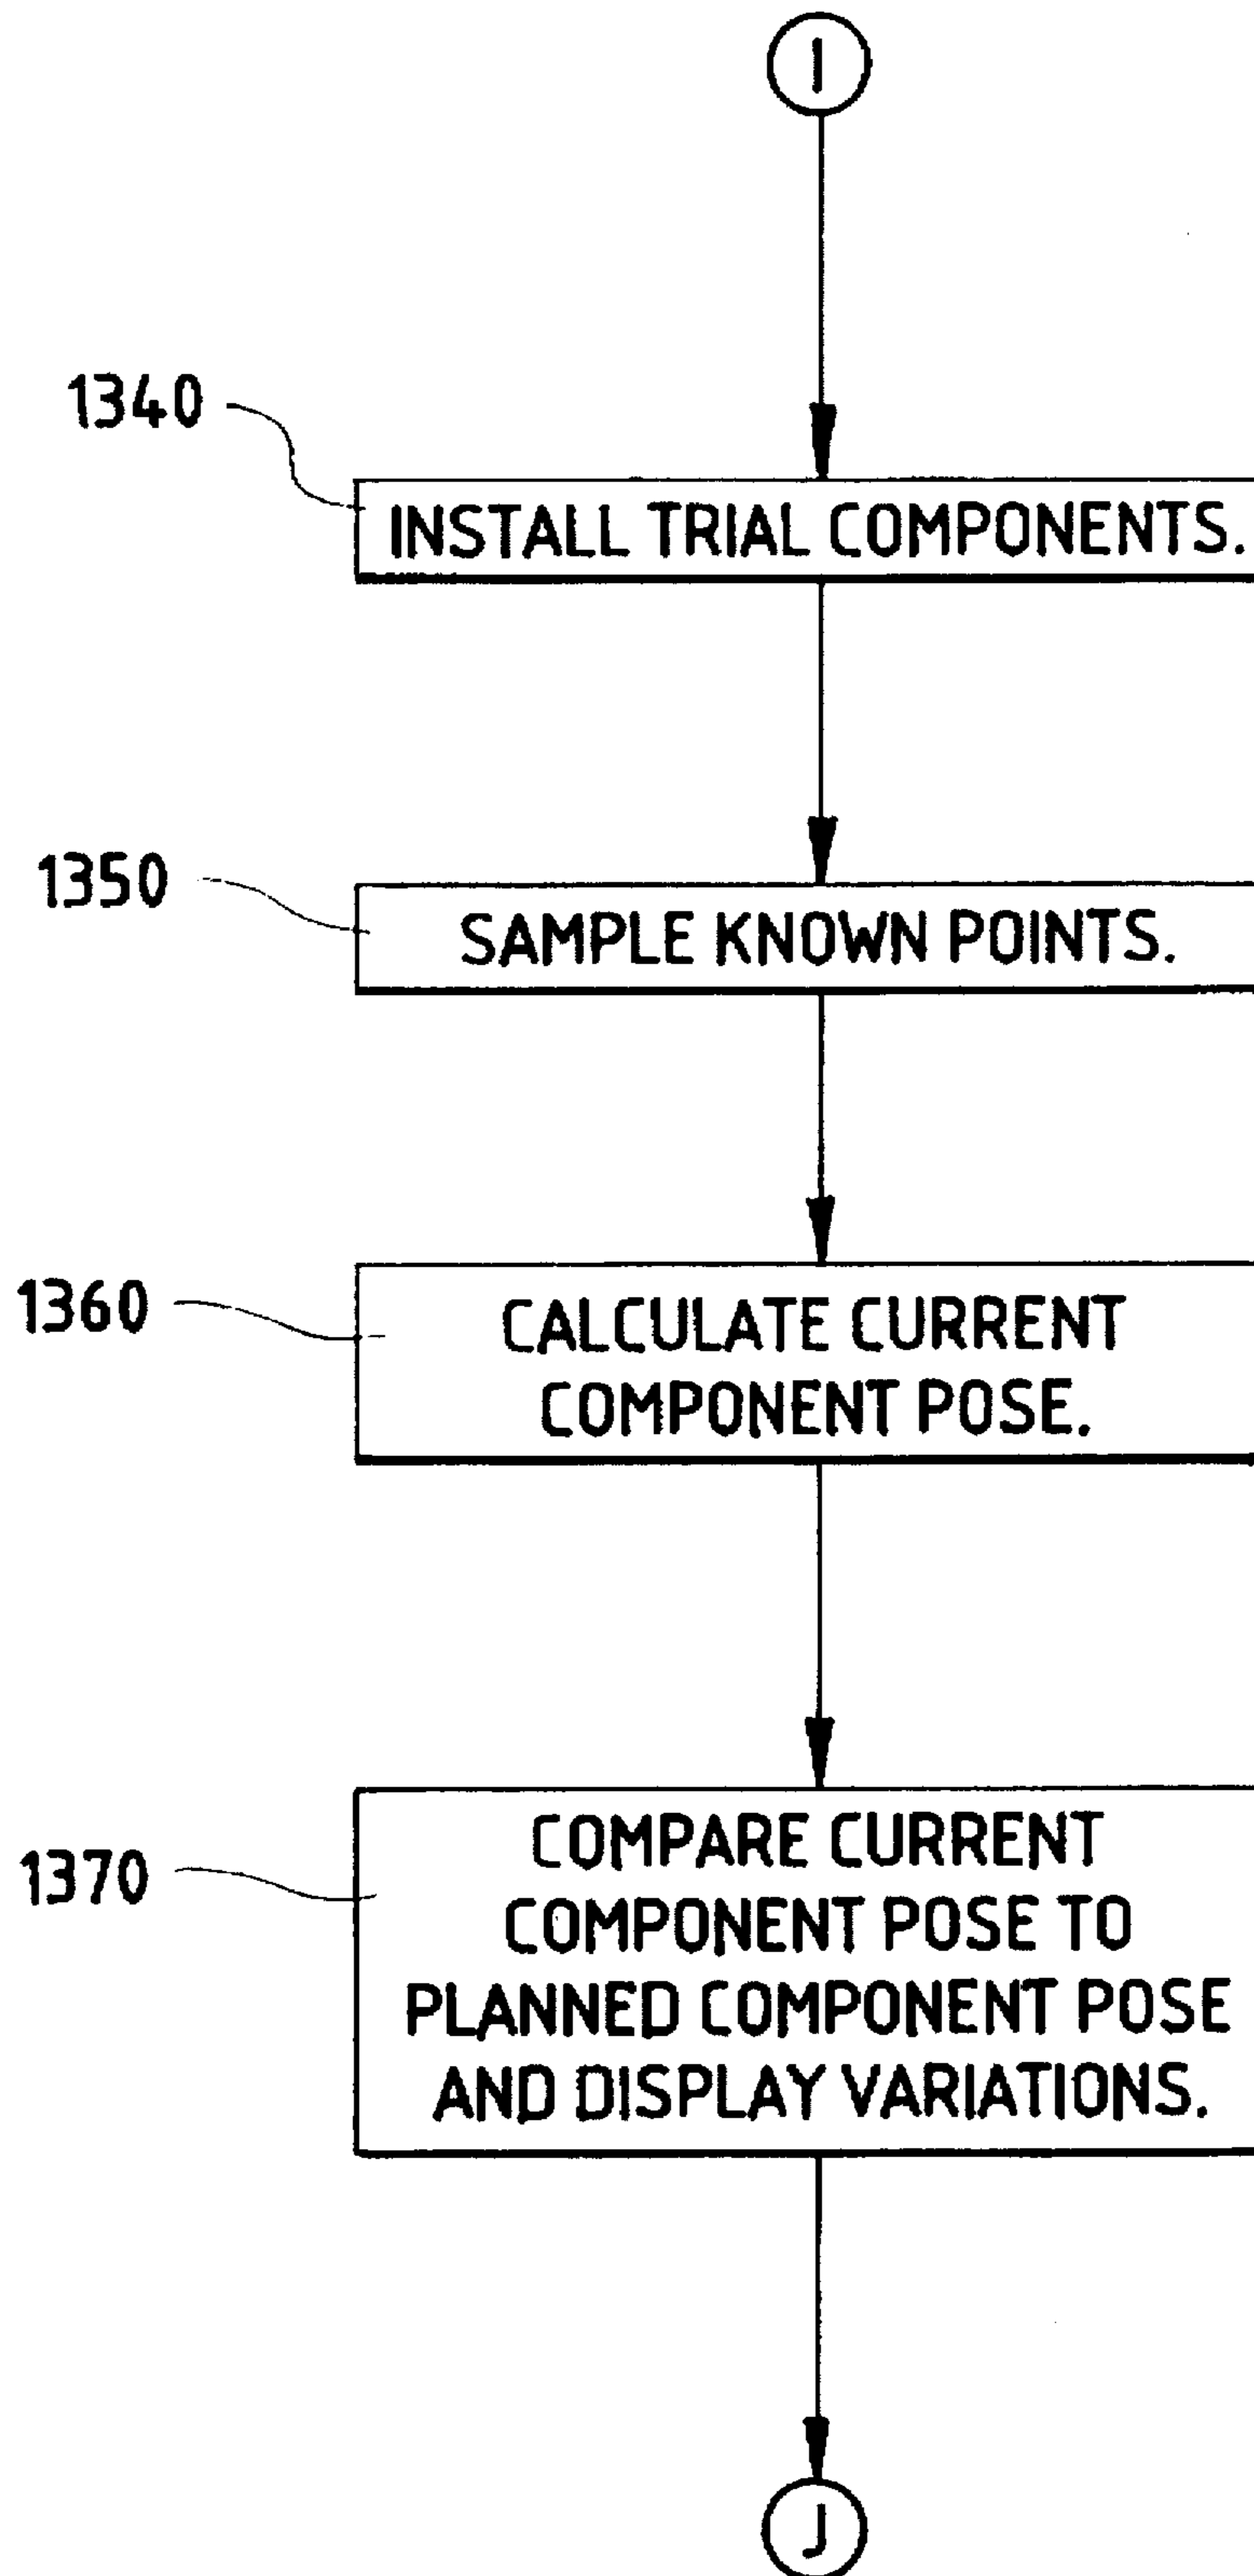 I
1340
INSTALL TRIAL COMPONENTS.
1350
SAMPLE KNOWN POINTS.
1360
CALCULATE CURRENT
COMPONENT POSE.
1370
COMPARE CURRENT
COMPONENT POSE TO
PLANNED COMPONENT POSE
AND DISPLAY VARIATIONS.
J